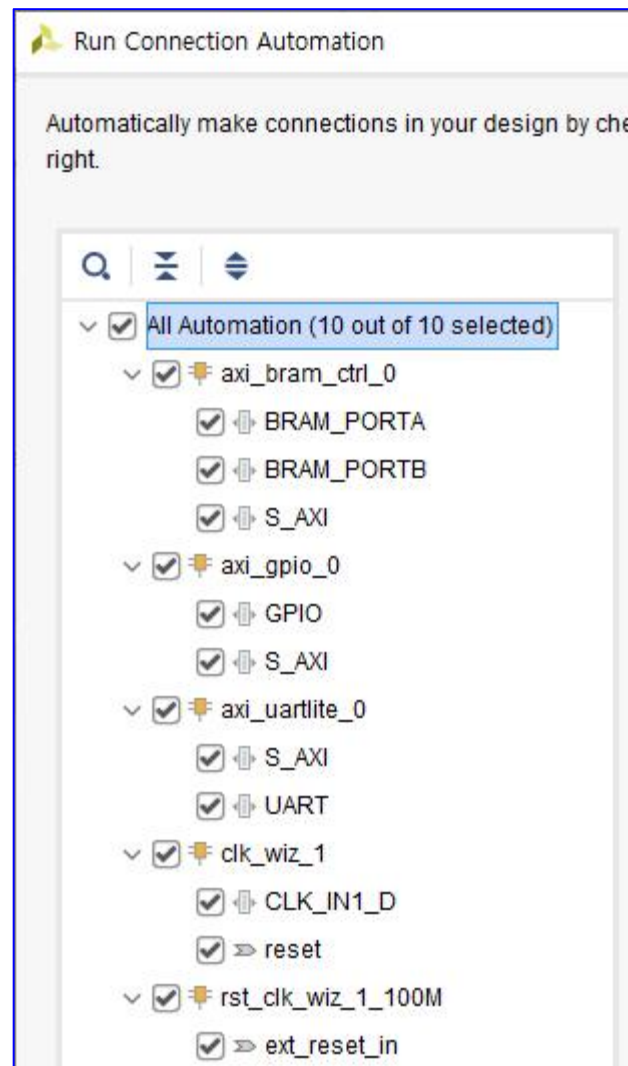 Run Connection Automation
Automatically make connections in your design by che
right.
All Automation (10 out of 10 selected)
axi_bram_ctrl_0
BRAM_PORTA
BRAM_PORTB
S_AXI
axi_gpio_0
GPIO
S_AXI
axi_uartlite_0
S_AXI
UART
clk_wiz_1
CLK_IN1_D
reset
rst_clk_wiz_1_100M
ext_reset_in